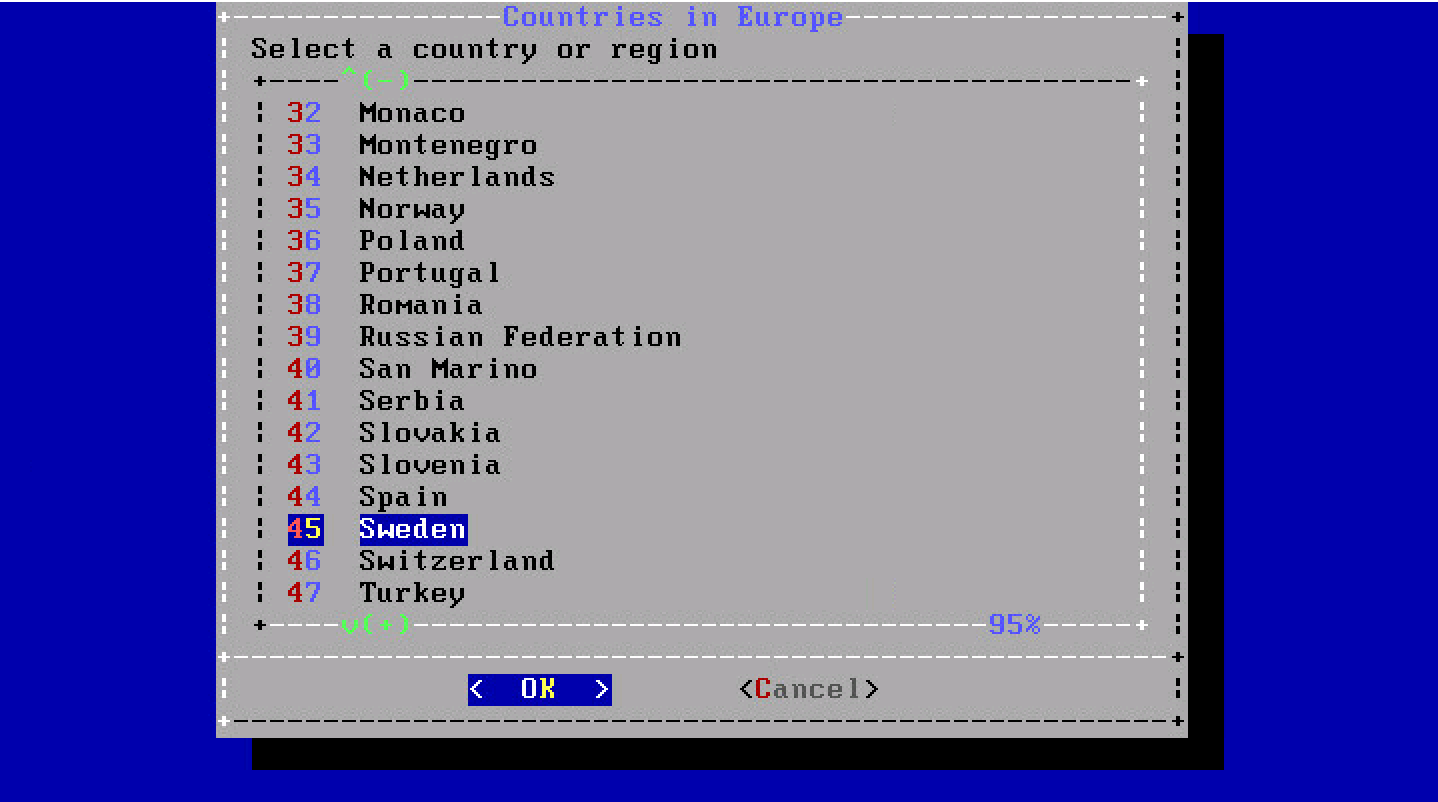 Countries in Europe
Select a country or region
^(-)
32 Monaco
33 Montenegro
34 Netherlands
35 Norway
36 Poland
37 Portugal
38 Romania
39 Russian Federation
40 San Marino
41 Serbia
42 Slovakia
43 Slovenia
44 Spain
45 Sweden
46 Switzerland
47 Turkey
v(+) 95%
< OK > <Cancel>